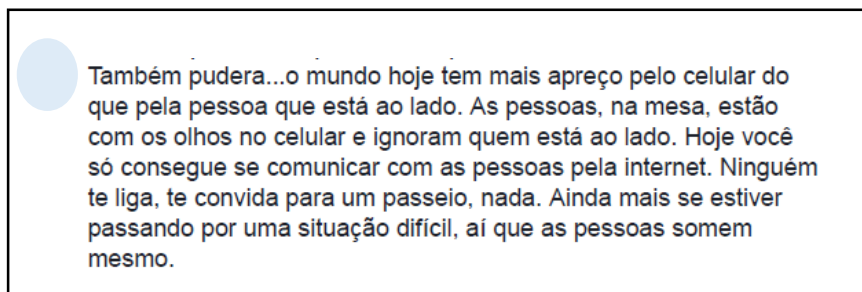 Também pudera...o mundo hoje tem mais apreço pelo celular do
que pela pessoa que está ao lado. As pessoas, na mesa, estão
com os olhos no celular e ignoram quem está ao lado. Hoje você
só consegue se comunicar com as pessoas pela internet. Ninguém
te liga, te convida para um passeio, nada. Ainda mais se estiver
passando por uma situação difícil, aí que as pessoas somem
mesmo.